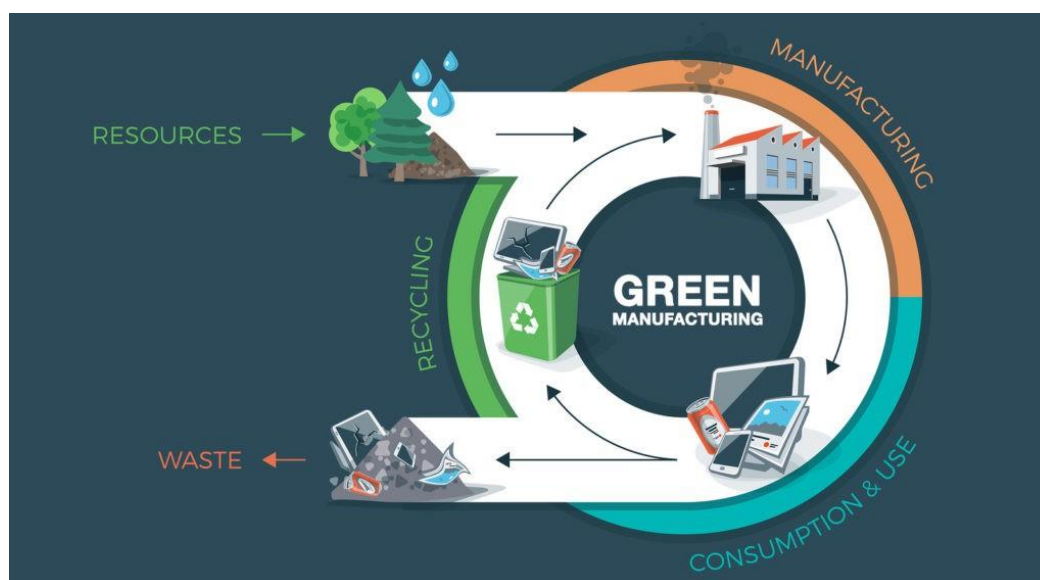 MANUFACTURING
RESOURCES
RECYCLING
GREEN
MANUFACTURING
WASTE
CONSUMPTION & USE